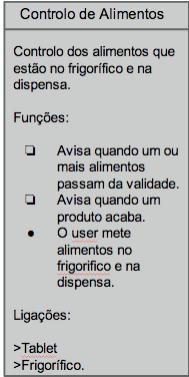 Controlo de Alimentos
Controlo dos alimentos que
estão no frigorífico e na
dispensa.
Funções:
❏ Avisa quando um ou
mais alimentos
passam da validade.
❏ Avisa quando um
produto acaba.
● O user mete
alimentos no
frigorifico e na
dispensa.
Ligações:
>Tablet
>Frigorífico.